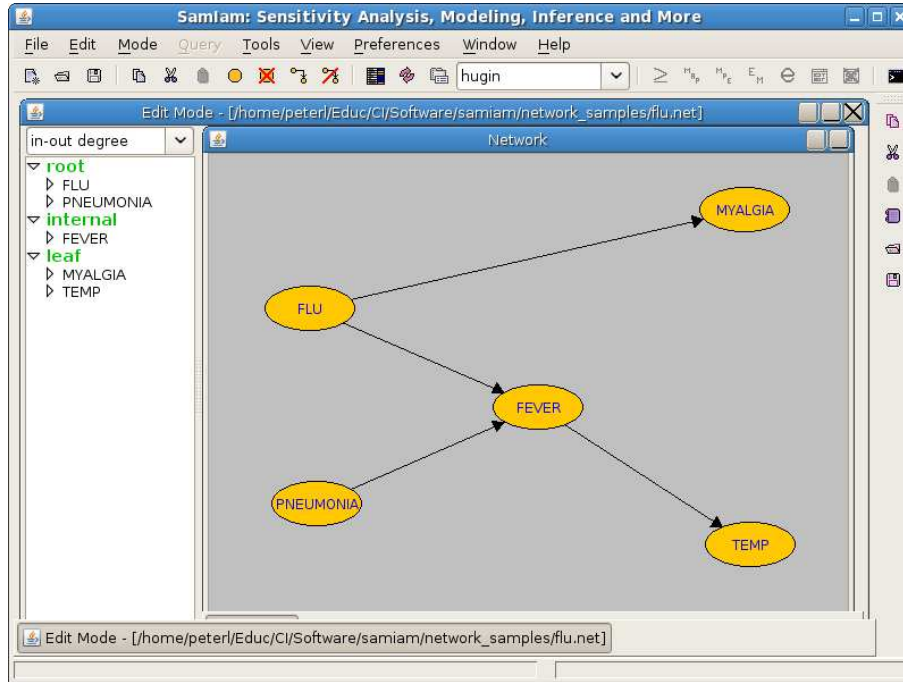 SamIam: Sensitivity Analysis, Modeling, Inference and More
File Edit Mode Query Tools View Preferences Window Help
hugin
Edit Mode - [/home/peterl/Educ/CI/Software/samiam/network_samples/flu.net]
in-out degree
Network
root
FLU
PNEUMONIA
internal
FEVER
leaf
MYALGIA
TEMP
MYALGIA
FLU
FEVER
PNEUMONIA
TEMP
Edit Mode - [/home/peterl/Educ/CI/Software/samiam/network_samples/flu.net]